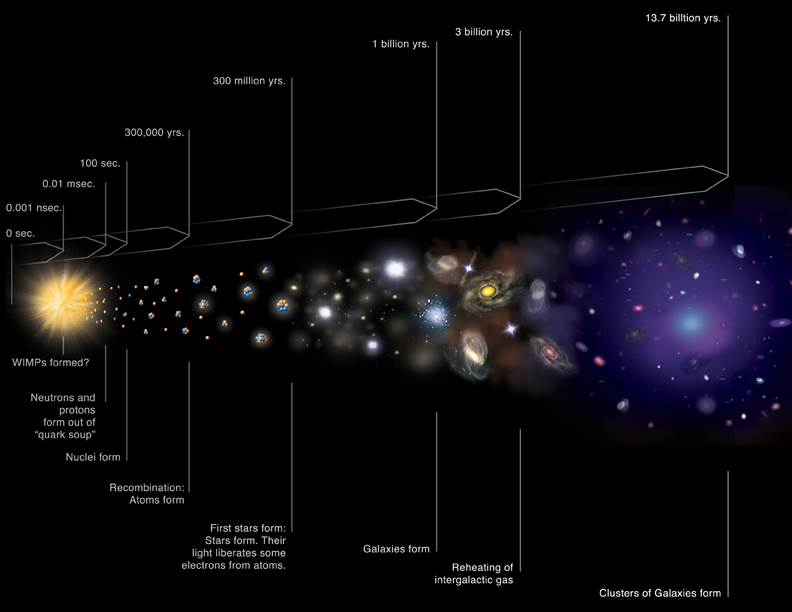 13.7 billtion yrs.
3 billion yrs.
1 billion yrs.
300 million yrs.
300,000 yrs.
100 sec.
0.01 msec.
0.001 nsec.
0 sec.
WIMPs formed?
Neutrons and
protons
form out of
“quark soup”
Nuclei form
Recombination:
Atoms form
First stars form:
Stars form. Their
light liberates some
electrons from atoms.
Galaxies form
Reheating of
intergalactic gas
Clusters of Galaxies form